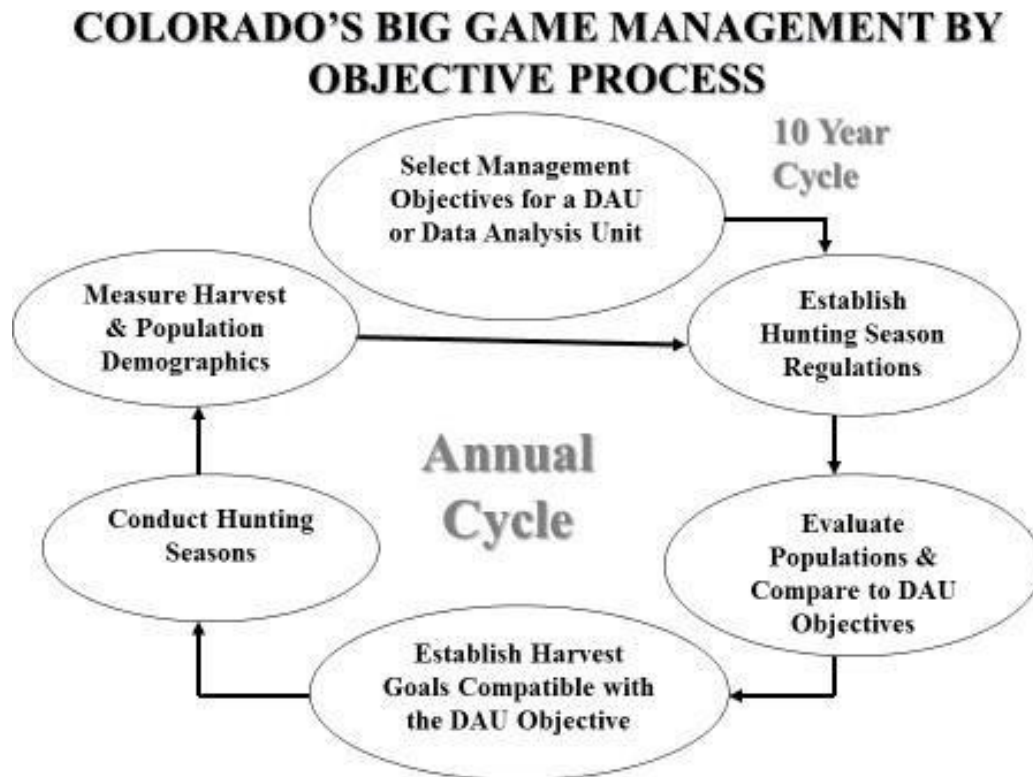 COLORADO'S BIG GAME MANAGEMENT BY
OBJECTIVE PROCESS
10 Year
Cycle
Select Management
Objectives for a DAU
or Data Analysis Unit
Establish
Hunting Season
Regulations
Evaluate
Populations &
Compare to DAU
Objectives
Establish Harvest
Goals Compatible with
the DAU Objective
Conduct Hunting
Seasons
Measure Harvest
& Population
Demographics
Annual
Cycle